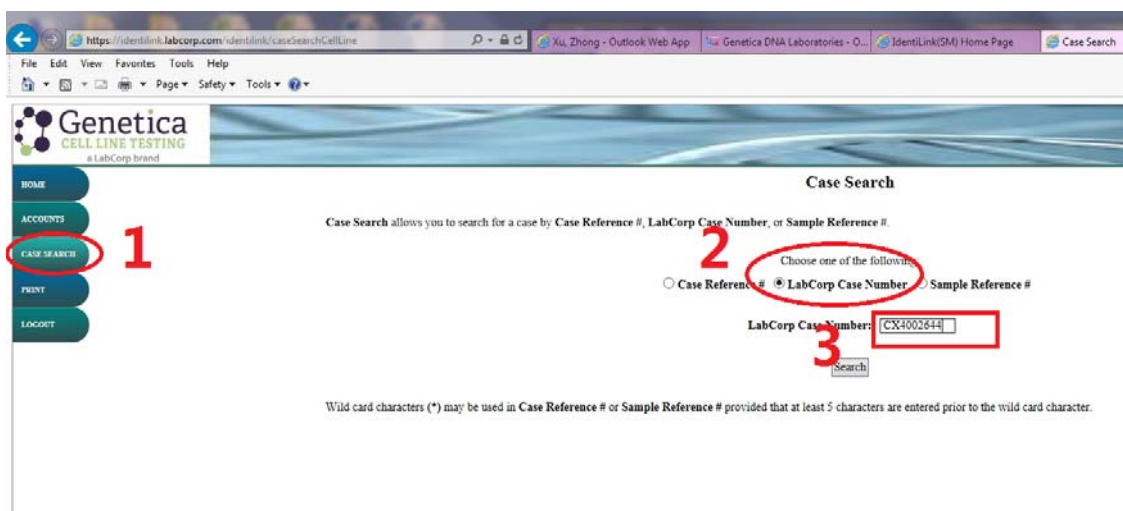 https://identilink.labcorp.com/identilink/caseSearchCellLine
Xu, Zhong - Outlook Web App
Genetica DNA Laboratories - O...
IdentiLink(SM) Home Page
Case Search
File Edit View Favorites Tools Help
Page Safety Tools
Genetica
CELL LINE TESTING
a LabCorp brand
HOME
ACCOUNTS
CASE SEARCH
PRINT
LOGOUT
1
Case Search
Case Search allows you to search for a case by Case Reference #, LabCorp Case Number, or Sample Reference #.
2
Choose one of the following:
Case Reference # LabCorp Case Number Sample Reference #
LabCorp Case Number: CX4002644
3
Search
Wild card characters (*) may be used in Case Reference # or Sample Reference # provided that at least 5 characters are entered prior to the wild card character.